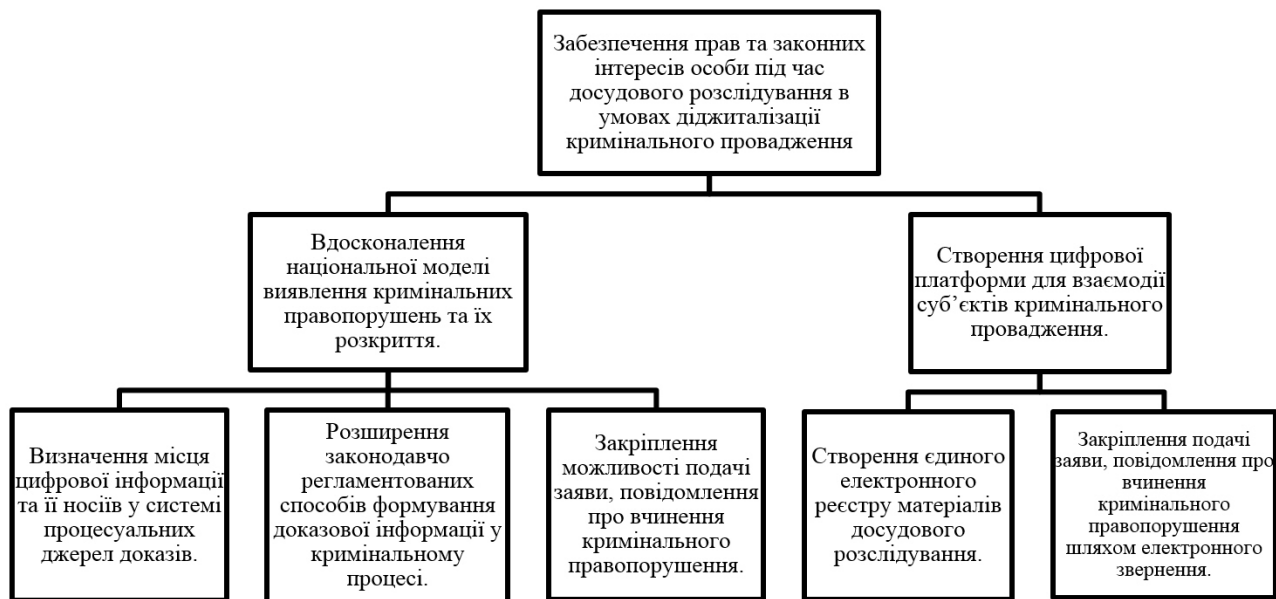 Забезпечення прав та законних
інтересів особи під час
досудового розслідування в
умовах діджиталізації
кримінального провадження
Вдосконалення
національної моделі
виявлення кримінальних
правопорушень та їх
розкриття.
Створення цифрової
платформи для взаємодії
суб’єктів кримінального
провадження.
Визначення місця
цифрової інформації
та її носіїв у системі
процесуальних
джерел доказів.
Розширення
законодавчо
регламентованих
способів формування
доказової інформації у
кримінальному
процесі.
Закріплення
можливості подачі
заяви, повідомлення
про вчинення
кримінального
правопорушення.
Створення єдиного
електронного
реєстру матеріалів
досудового
розслідування.
Закріплення подачі
заяви, повідомлення про
вчинення
кримінального
правопорушення
шляхом електронного
звернення.